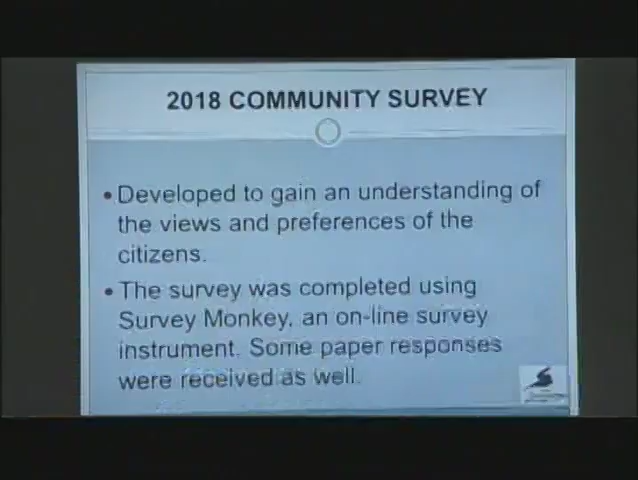 2018 COMMUNITY SURVEY
• Developed to gain an understanding of
the views and preferences of the
citizens.
• The survey was completed using
Survey Monkey, an on-line survey
instrument. Some paper responses
were received as well.